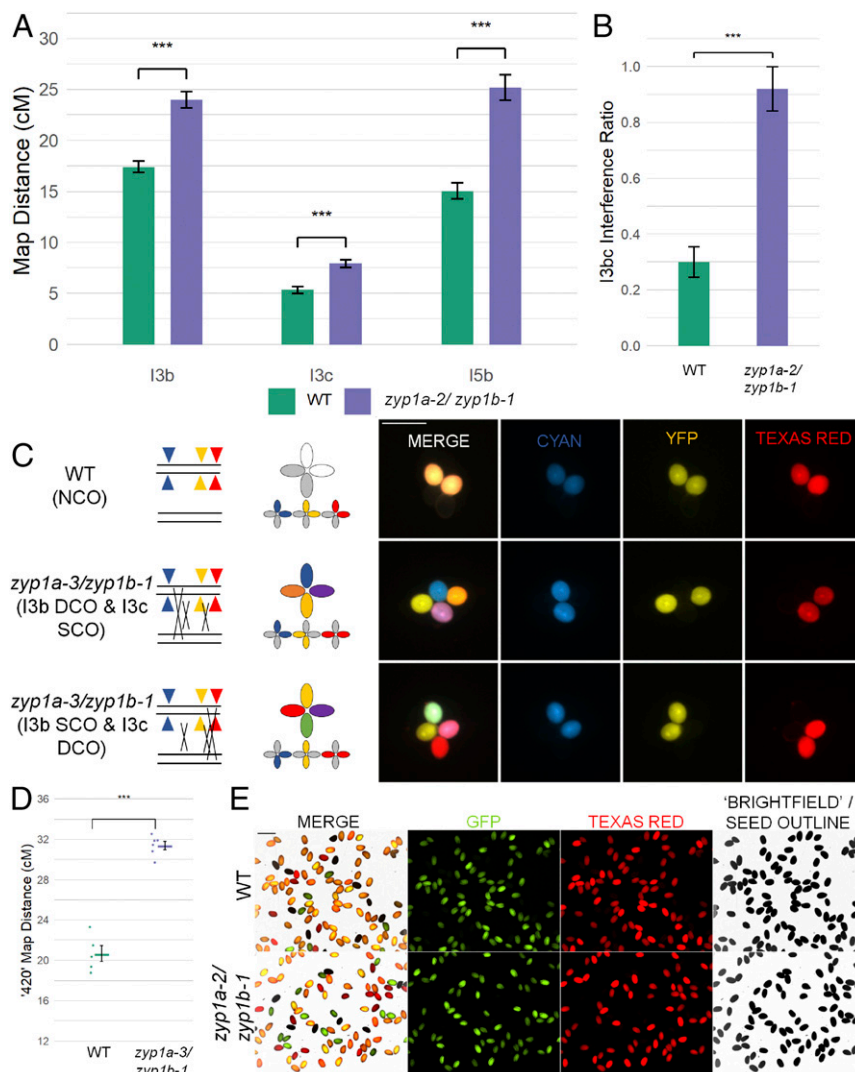 A
Map Distance (cM)
30
25
20
15
10
5
0
***
***
***
I3b
I3c
I5b
WT
zyp1a-2/ zyp1b-1
B
I3bc Interference Ratio
1.0
0.8
0.6
0.4
0.2
0.0
***
WT
zyp1a-2/
zyp1b-1
C
MERGE
CYAN
YFP
TEXAS RED
WT
(NCO)
zyp1a-3/zyp1b-1
(I3b DCO & I3c
SCO)
zyp1a-3/zyp1b-1
(I3b SCO & I3c
DCO)
D
'420' Map Distance (cM)
36
32
28
24
20
16
12
***
WT
zyp1a-3/
zyp1b-1
E
MERGE
GFP
TEXAS RED
'BRIGHTFIELD' /
SEED OUTLINE
WT
zyp1a-2/
zyp1b-1